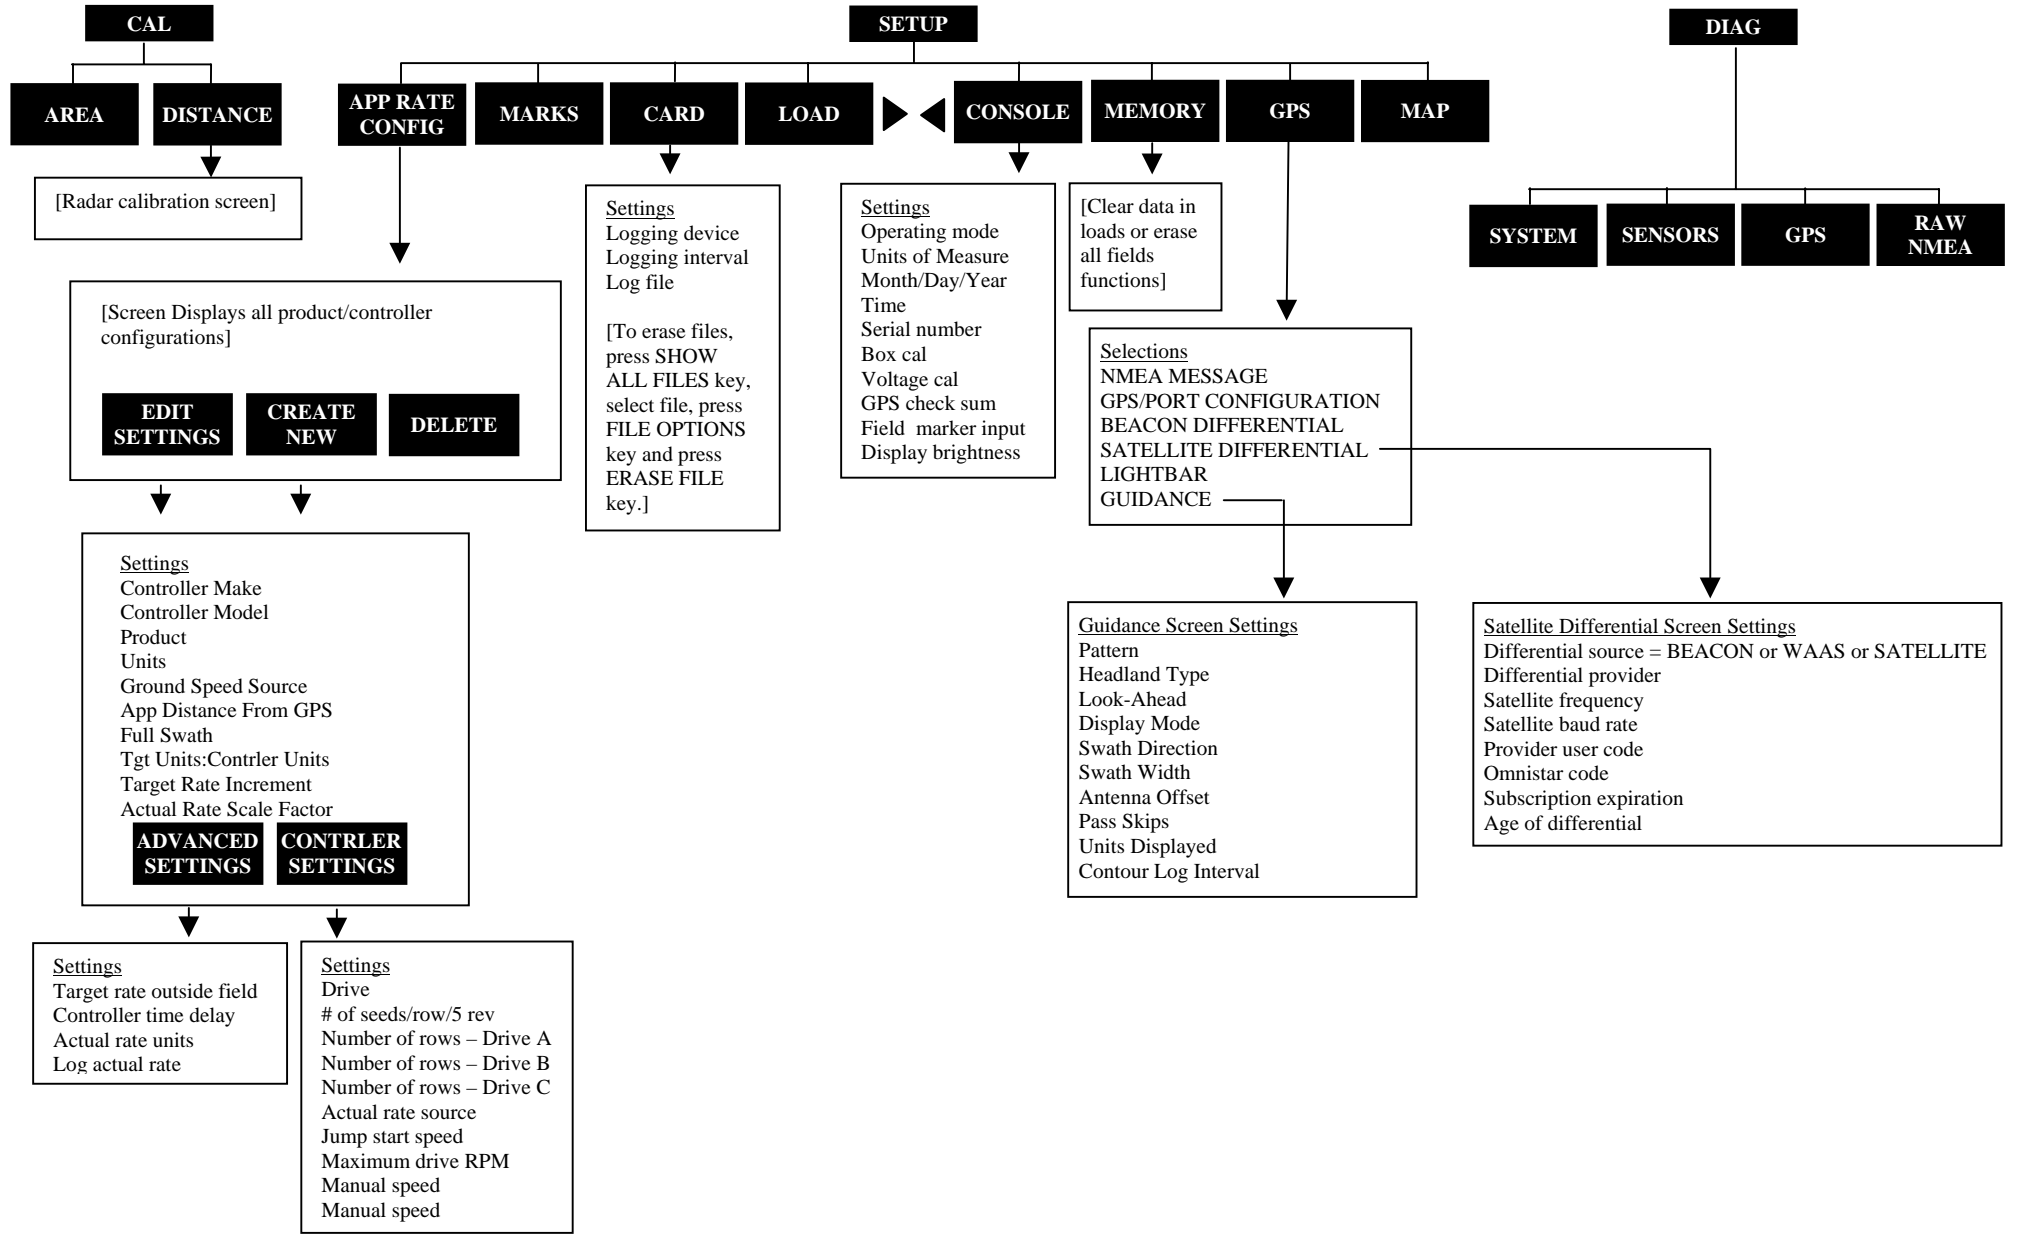 CAL
AREA
DISTANCE
[Radar calibration screen]
SETUP
APP RATE
CONFIG
MARKS
CARD
LOAD
CONSOLE
MEMORY
GPS
MAP
[Screen Displays all product/controller
configurations]
EDIT
SETTINGS
CREATE
NEW
DELETE
Settings
Controller Make
Controller Model
Product
Units
Ground Speed Source
App Distance From GPS
Full Swath
Tgt Units:Contrler Units
Target Rate Increment
Actual Rate Scale Factor
ADVANCED
SETTINGS
CONTRLER
SETTINGS
Settings
Target rate outside field
Controller time delay
Actual rate units
Log actual rate
Settings
Drive
# of seeds/row/5 rev
Number of rows – Drive A
Number of rows – Drive B
Number of rows – Drive C
Actual rate source
Jump start speed
Maximum drive RPM
Manual speed
Manual speed
Settings
Logging device
Logging interval
Log file
[To erase files,
press SHOW
ALL FILES key,
select file, press
FILE OPTIONS
key and press
ERASE FILE
key.]
Settings
Operating mode
Units of Measure
Month/Day/Year
Time
Serial number
Box cal
Voltage cal
GPS check sum
Field  marker input
Display brightness
[Clear data in
loads or erase
all fields
functions]
Selections
NMEA MESSAGE
GPS/PORT CONFIGURATION
BEACON DIFFERENTIAL
SATELLITE DIFFERENTIAL
LIGHTBAR
GUIDANCE
Guidance Screen Settings
Pattern
Headland Type
Look-Ahead
Display Mode
Swath Direction
Swath Width
Antenna Offset
Pass Skips
Units Displayed
Contour Log Interval
Satellite Differential Screen Settings
Differential source = BEACON or WAAS or SATELLITE
Differential provider
Satellite frequency
Satellite baud rate
Provider user code
Omnistar code
Subscription expiration
Age of differential
DIAG
SYSTEM
SENSORS
GPS
RAW
NMEA